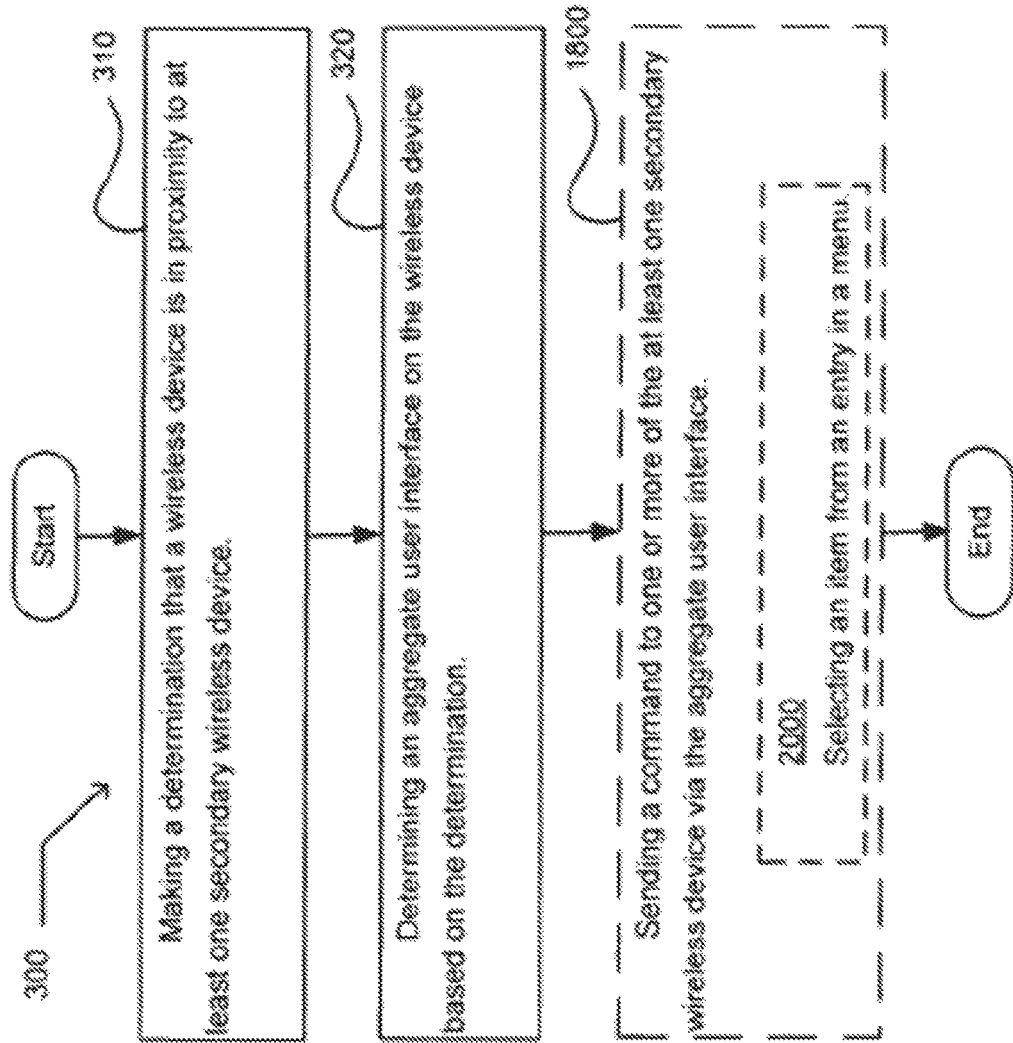 300
Start
310
Making a determination that a wireless device is in proximity to at
least one secondary wireless device.
320
Determining an aggregate user interface on the wireless device
based on the determination.
1800
Sending a command to one or more of the at least one secondary
wireless device via the aggregate user interface.
2000
Selecting an item from an entry in a menu.
End